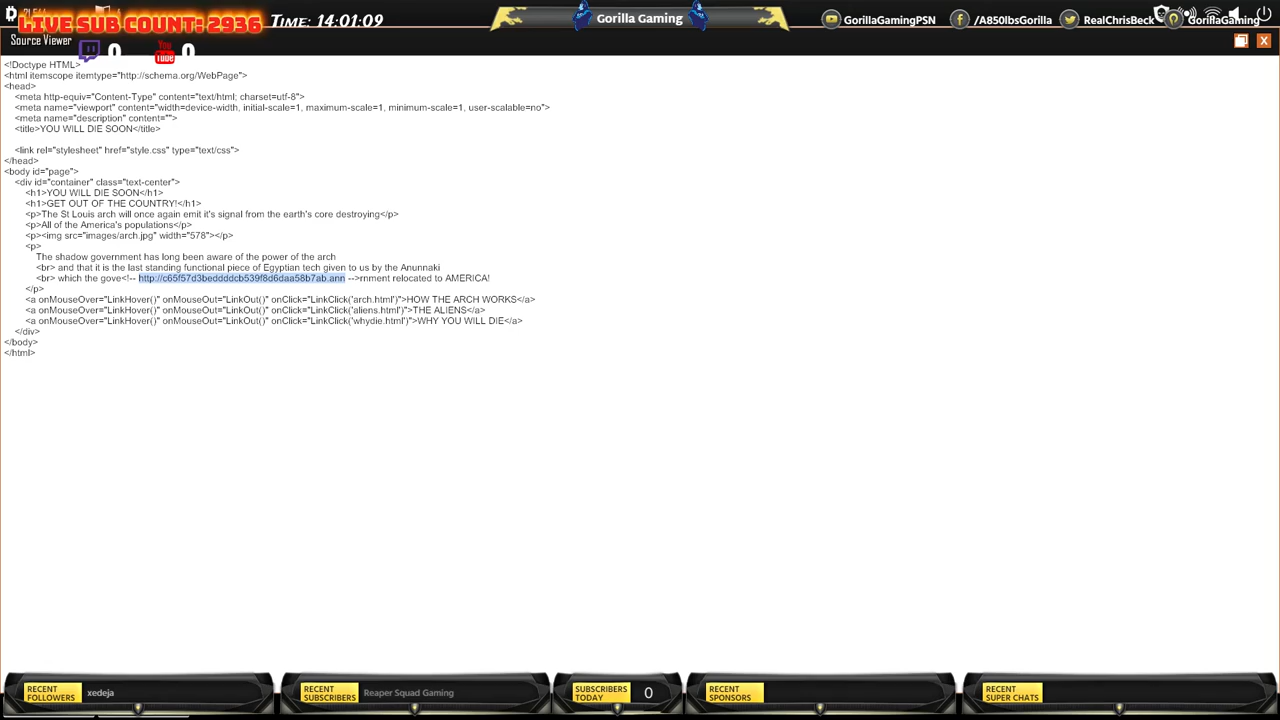 LIVE SUB COUNT: 2936
TIME: 14:01:09
Gorilla Gaming
GorillaGamingPSN
/A850lbsGorilla
RealChrisBeck
GorillaGaming
Source Viewer
0
You Tube
0
<!Doctype HTML>
<html itemscope itemtype="http://schema.org/WebPage">
<head>
<meta http-equiv="Content-Type" content="text/html; charset=utf-8">
<meta name="viewport" content="width=device-width, initial-scale=1, maximum-scale=1, minimum-scale=1, user-scalable=no">
<meta name="description" content="">
<title>YOU WILL DIE SOON</title>
<link rel="stylesheet" href="style.css" type="text/css">
</head>
<body id="page">
<div id="container" class="text-center">
<h1>YOU WILL DIE SOON</h1>
<h1>GET OUT OF THE COUNTRY!</h1>
<p>The St Louis arch will once again emit it's signal from the earth's core destroying</p>
<p>All of the America's populations</p>
<p><img src="images/arch.jpg" width="578"></p>
<p>
The shadow government has long been aware of the power of the arch
<br> and that it is the last standing functional piece of Egyptian tech given to us by the Anunnaki
<br> which the gove<!-- http://c65f57d3beddddcb539f8d6daa58b7ab.ann -->rnment relocated to AMERICA!
</p>
<a onMouseOver="LinkHover()" onMouseOut="LinkOut()" onClick="LinkClick('arch.html')">HOW THE ARCH WORKS</a>
<a onMouseOver="LinkHover()" onMouseOut="LinkOut()" onClick="LinkClick('aliens.html')">THE ALIENS</a>
<a onMouseOver="LinkHover()" onMouseOut="LinkOut()" onClick="LinkClick('whydie.html')">WHY YOU WILL DIE</a>
</div>
</body>
</html>
RECENT FOLLOWERS
xedeja
RECENT SUBSCRIBERS
Reaper Squad Gaming
SUBSCRIBERS TODAY
0
RECENT SPONSORS
RECENT SUPER CHATS